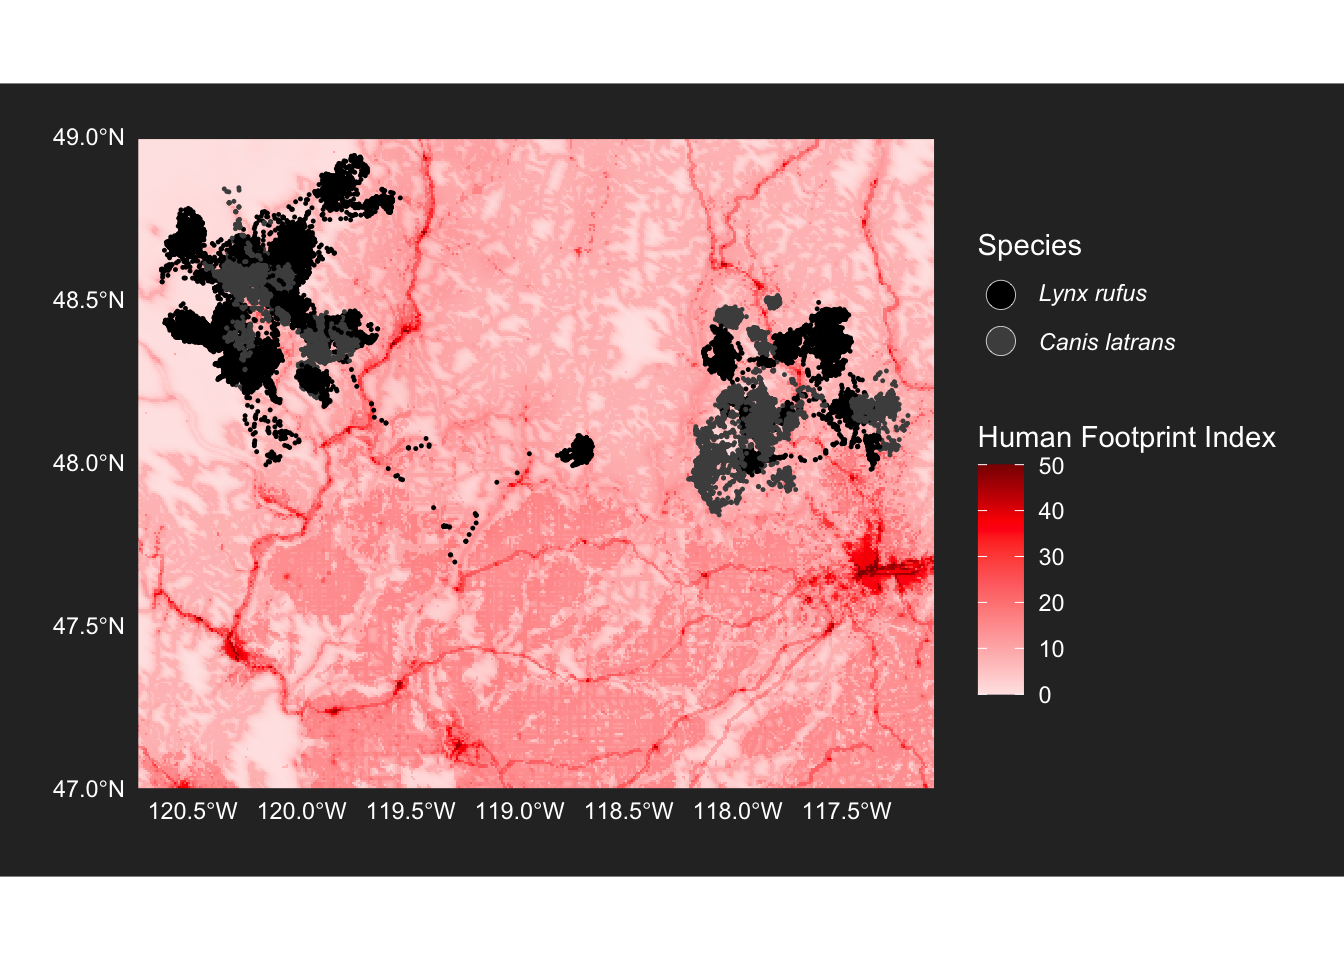 49.0°N
48.5°N
48.0°N
47.5°N
47.0°N
120.5°W 120.0°W 119.5°W 119.0°W 118.5°W 118.0°W 117.5°W
Species
Lynx rufus
Canis latrans
Human Footprint Index
50
40
30
20
10
0